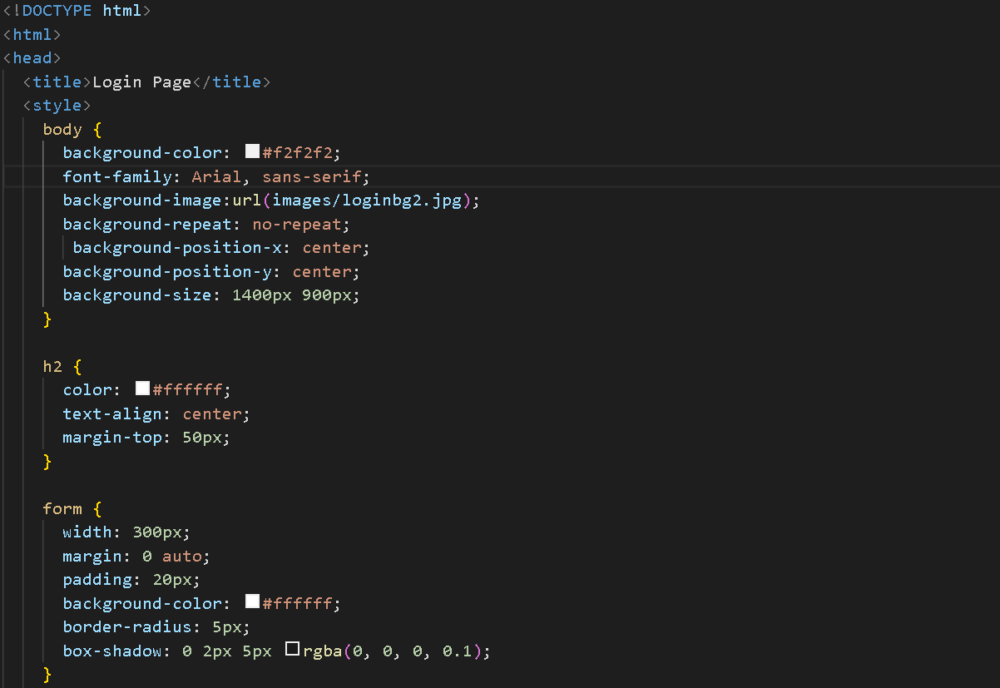 <!DOCTYPE html>
<html>
<head>
  <title>Login Page</title>
  <style>
    body {
      background-color: #f2f2f2;
      font-family: Arial, sans-serif;
      background-image:url(images/loginbg2.jpg);
      background-repeat: no-repeat;
       background-position-x: center;
      background-position-y: center;
      background-size: 1400px 900px;
    }

    h2 {
      color: #ffffff;
      text-align: center;
      margin-top: 50px;
    }

    form {
      width: 300px;
      margin: 0 auto;
      padding: 20px;
      background-color: #ffffff;
      border-radius: 5px;
      box-shadow: 0 2px 5px rgba(0, 0, 0, 0.1);
    }